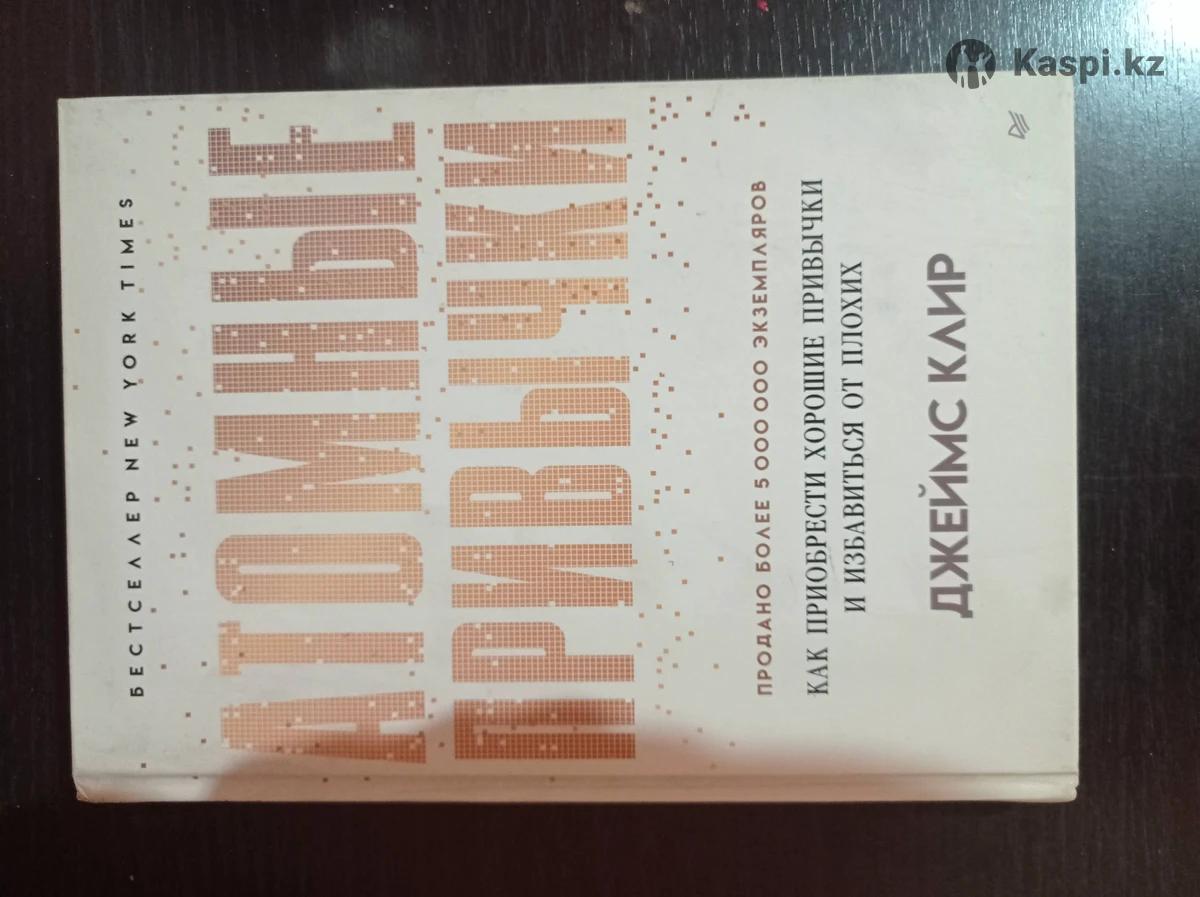 Kaspi.kz
БЕСТСЕЛЛЕР NEW YORK TIMES
АТОМНЫЕ
ПРИВЫЧКИ
ПРОДАНО БОЛЕЕ 5 000 000 ЭКЗЕМПЛЯРОВ
КАК ПРИОБРЕСТИ ХОРОШИЕ ПРИВЫЧКИ
И ИЗБАВИТЬСЯ ОТ ПЛОХИХ
ДЖЕЙМС КЛИР